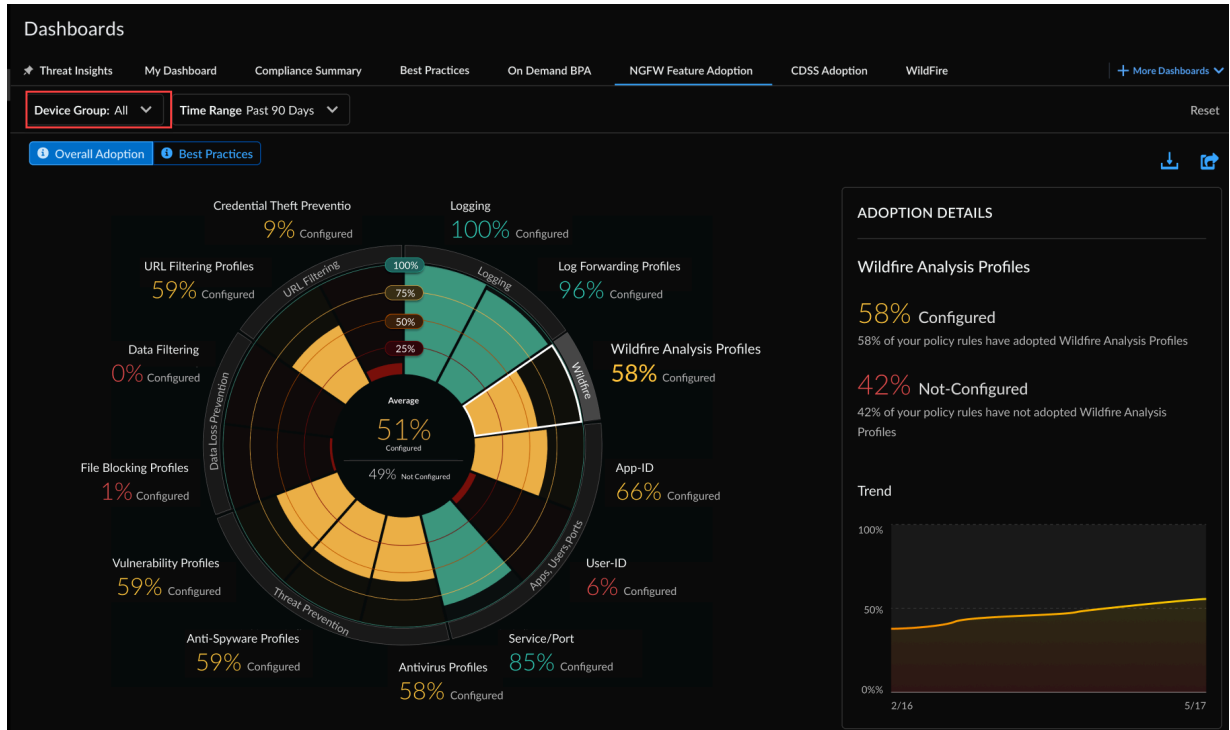 Dashboards
Threat Insights
My Dashboard
Compliance Summary
Best Practices
On Demand BPA
NGFW Feature Adoption
CDSS Adoption
WildFire
More Dashboards
Device Group: All
Time Range Past 90 Days
Reset
Overall Adoption
Best Practices
Credential Theft Preventio
9% Configured
Logging
100% Configured
URL Filtering Profiles
59% Configured
Log Forwarding Profiles
96% Configured
Data Filtering
0% Configured
Wildfire Analysis Profiles
58% Configured
File Blocking Profiles
1% Configured
App-ID
66% Configured
Vulnerability Profiles
59% Configured
User-ID
6% Configured
Anti-Spyware Profiles
59% Configured
Antivirus Profiles
58% Configured
Service/Port
85% Configured
URL Filtering
Logging
Wildfire
Apps, Users,Ports
Threat Prevention
Data Loss Prevention
100%
75%
50%
25%
Average
51%
Configured
49% Not Configured
ADOPTION DETAILS
Wildfire Analysis Profiles
58% Configured
58% of your policy rules have adopted Wildfire Analysis Profiles
42% Not-Configured
42% of your policy rules have not adopted Wildfire Analysis
Profiles
Trend
100%
50%
0%%
2/16
5/17